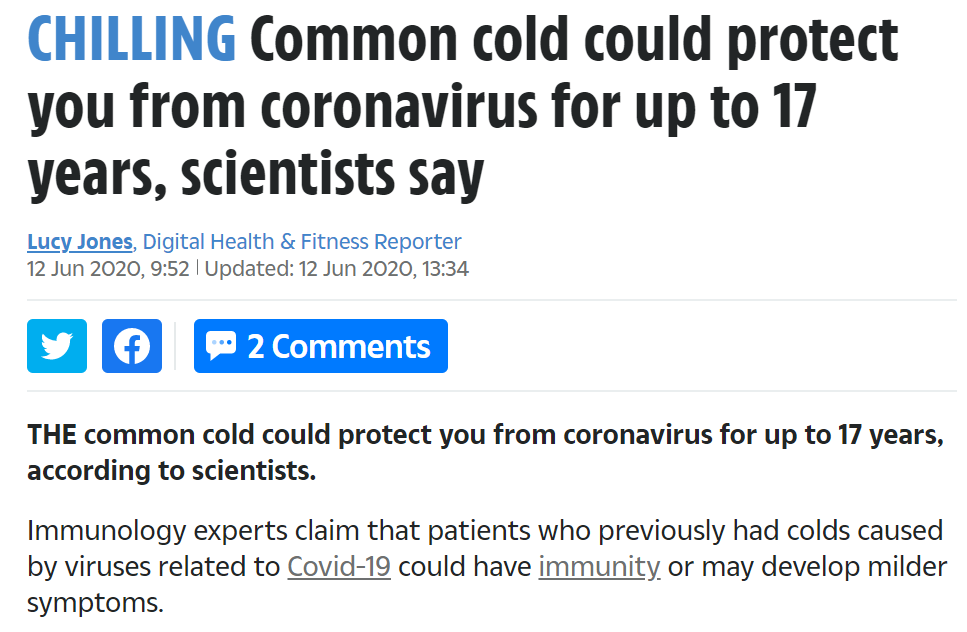 CHILLING Common cold could protect
you from coronavirus for up to 17
years, scientists say
Lucy Jones, Digital Health & Fitness Reporter
12 Jun 2020, 9:52 | Updated: 12 Jun 2020, 13:34
2 Comments
THE common cold could protect you from coronavirus for up to 17 years,
according to scientists.
Immunology experts claim that patients who previously had colds caused
by viruses related to Covid-19 could have immunity or may develop milder
symptoms.